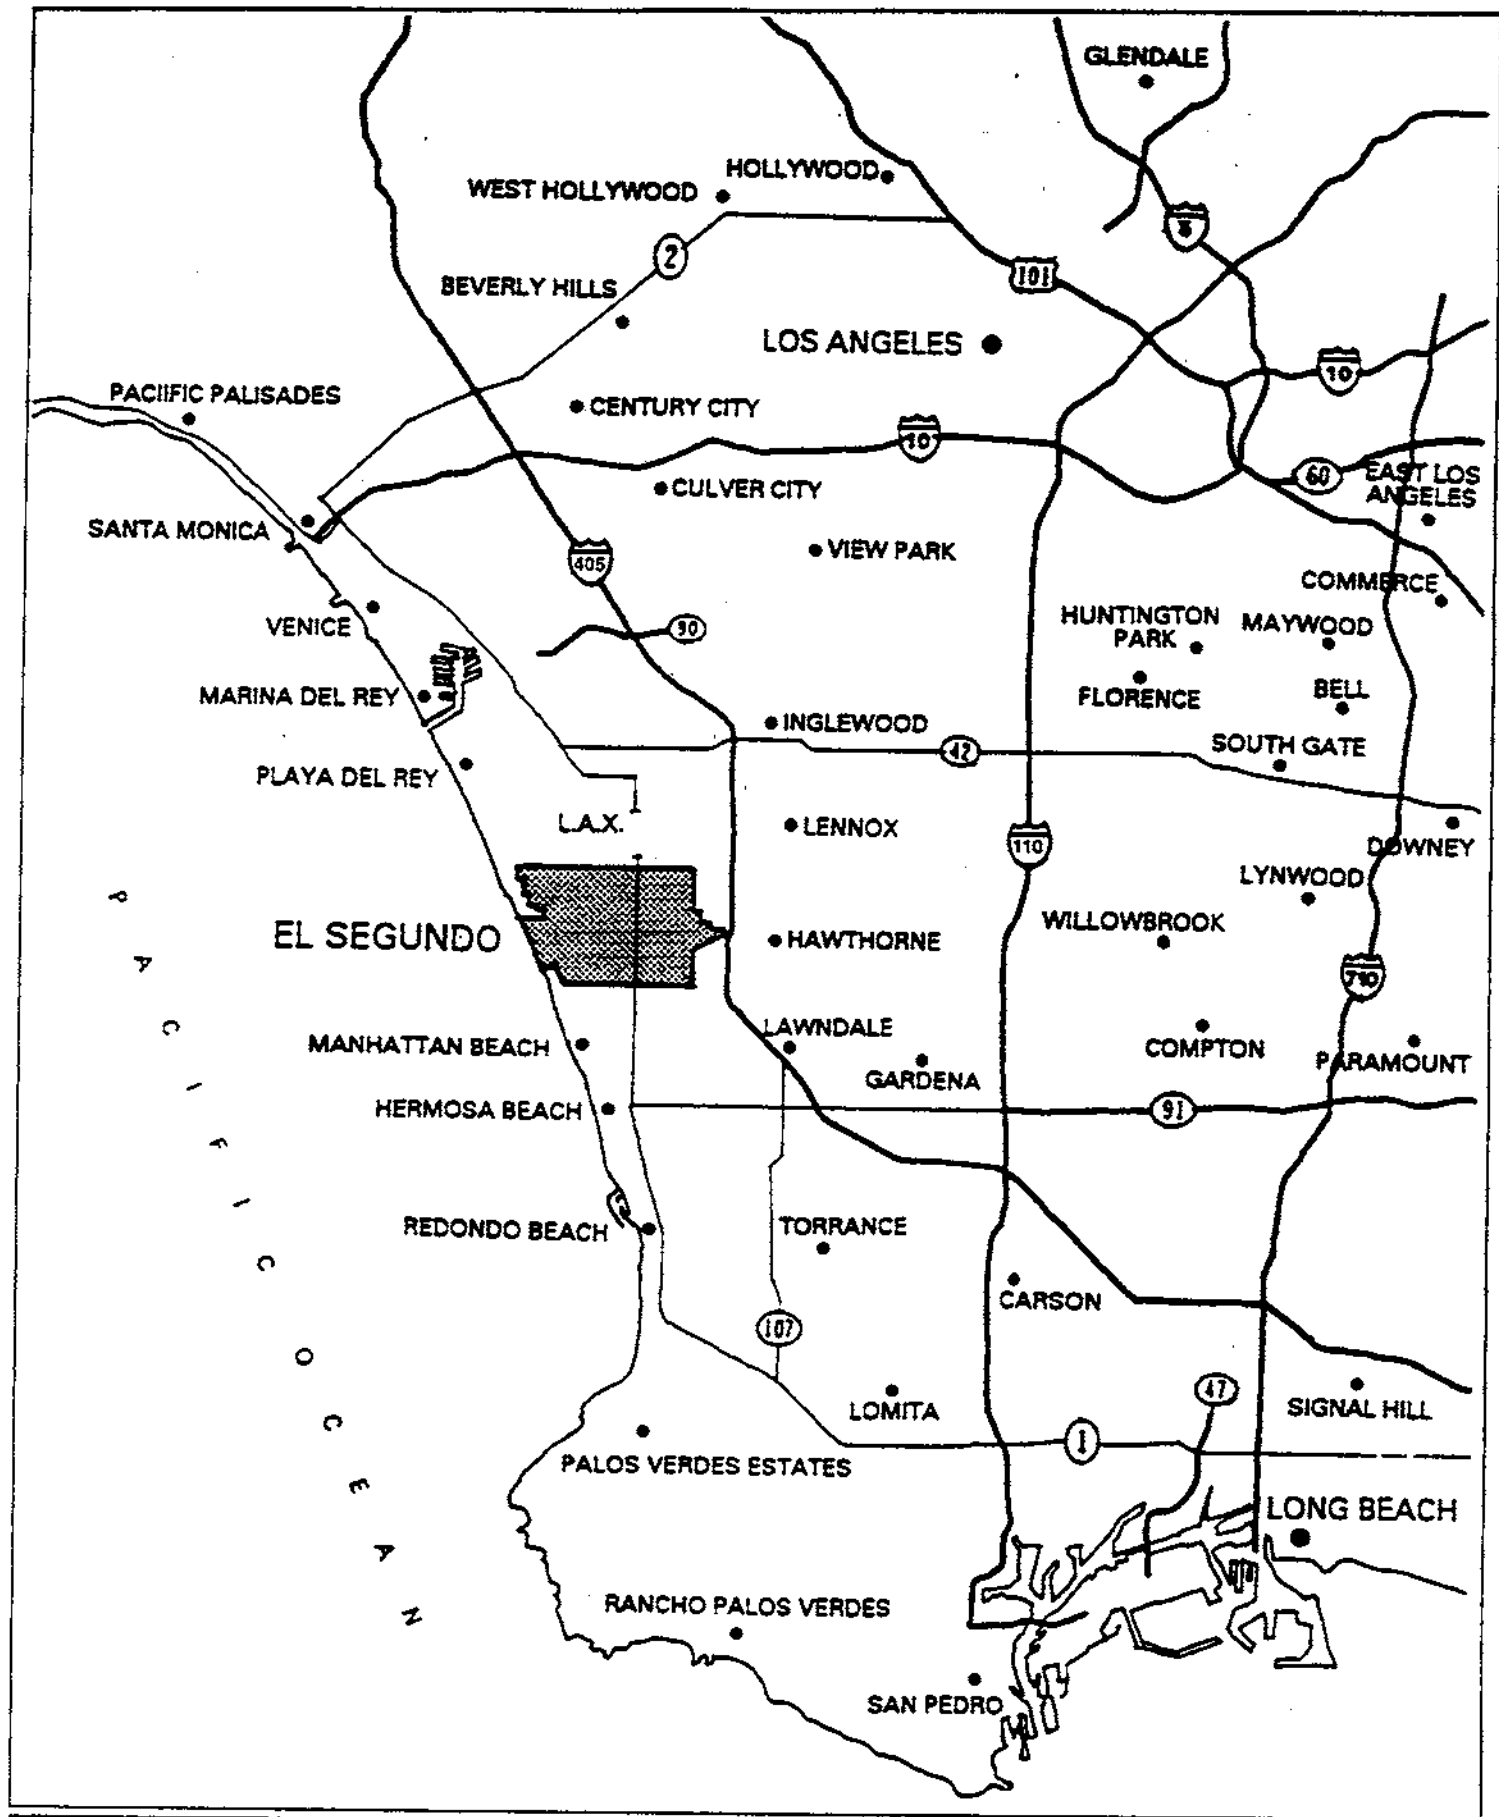 GLENDALE
HOLLYWOOD
WEST HOLLYWOOD
5
2
101
BEVERLY HILLS
LOS ANGELES
10
PACIIFIC PALISADES
CENTURY CITY
10
60
EAST LOS
ANGELES
CULVER CITY
SANTA MONICA
VIEW PARK
405
COMMERCE
HUNTINGTON
PARK
MAYWOOD
VENICE
90
MARINA DEL REY
FLORENCE
BELL
INGLEWOOD
42
SOUTH GATE
PLAYA DEL REY
L.A.X.
LENNOX
110
DOWNEY
LYNWOOD
WILLOWBROOK
EL SEGUNDO
HAWTHORNE
710
LAWNDALE
MANHATTAN BEACH
COMPTON
PARAMOUNT
GARDENA
HERMOSA BEACH
91
REDONDO BEACH
TORRANCE
CARSON
107
47
LOMITA
SIGNAL HILL
1
PALOS VERDES ESTATES
LONG BEACH
RANCHO PALOS VERDES
SAN PEDRO
PACIFIC OCEAN